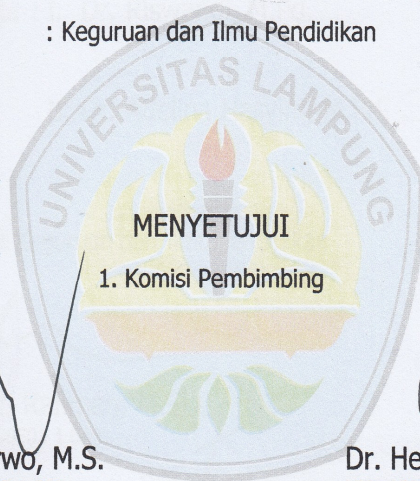 : Keguruan dan Ilmu Pendidikan
UNIVERSITAS LAMPUNG
MENYETUJUI
1. Komisi Pembimbing
M.S.
Dr.